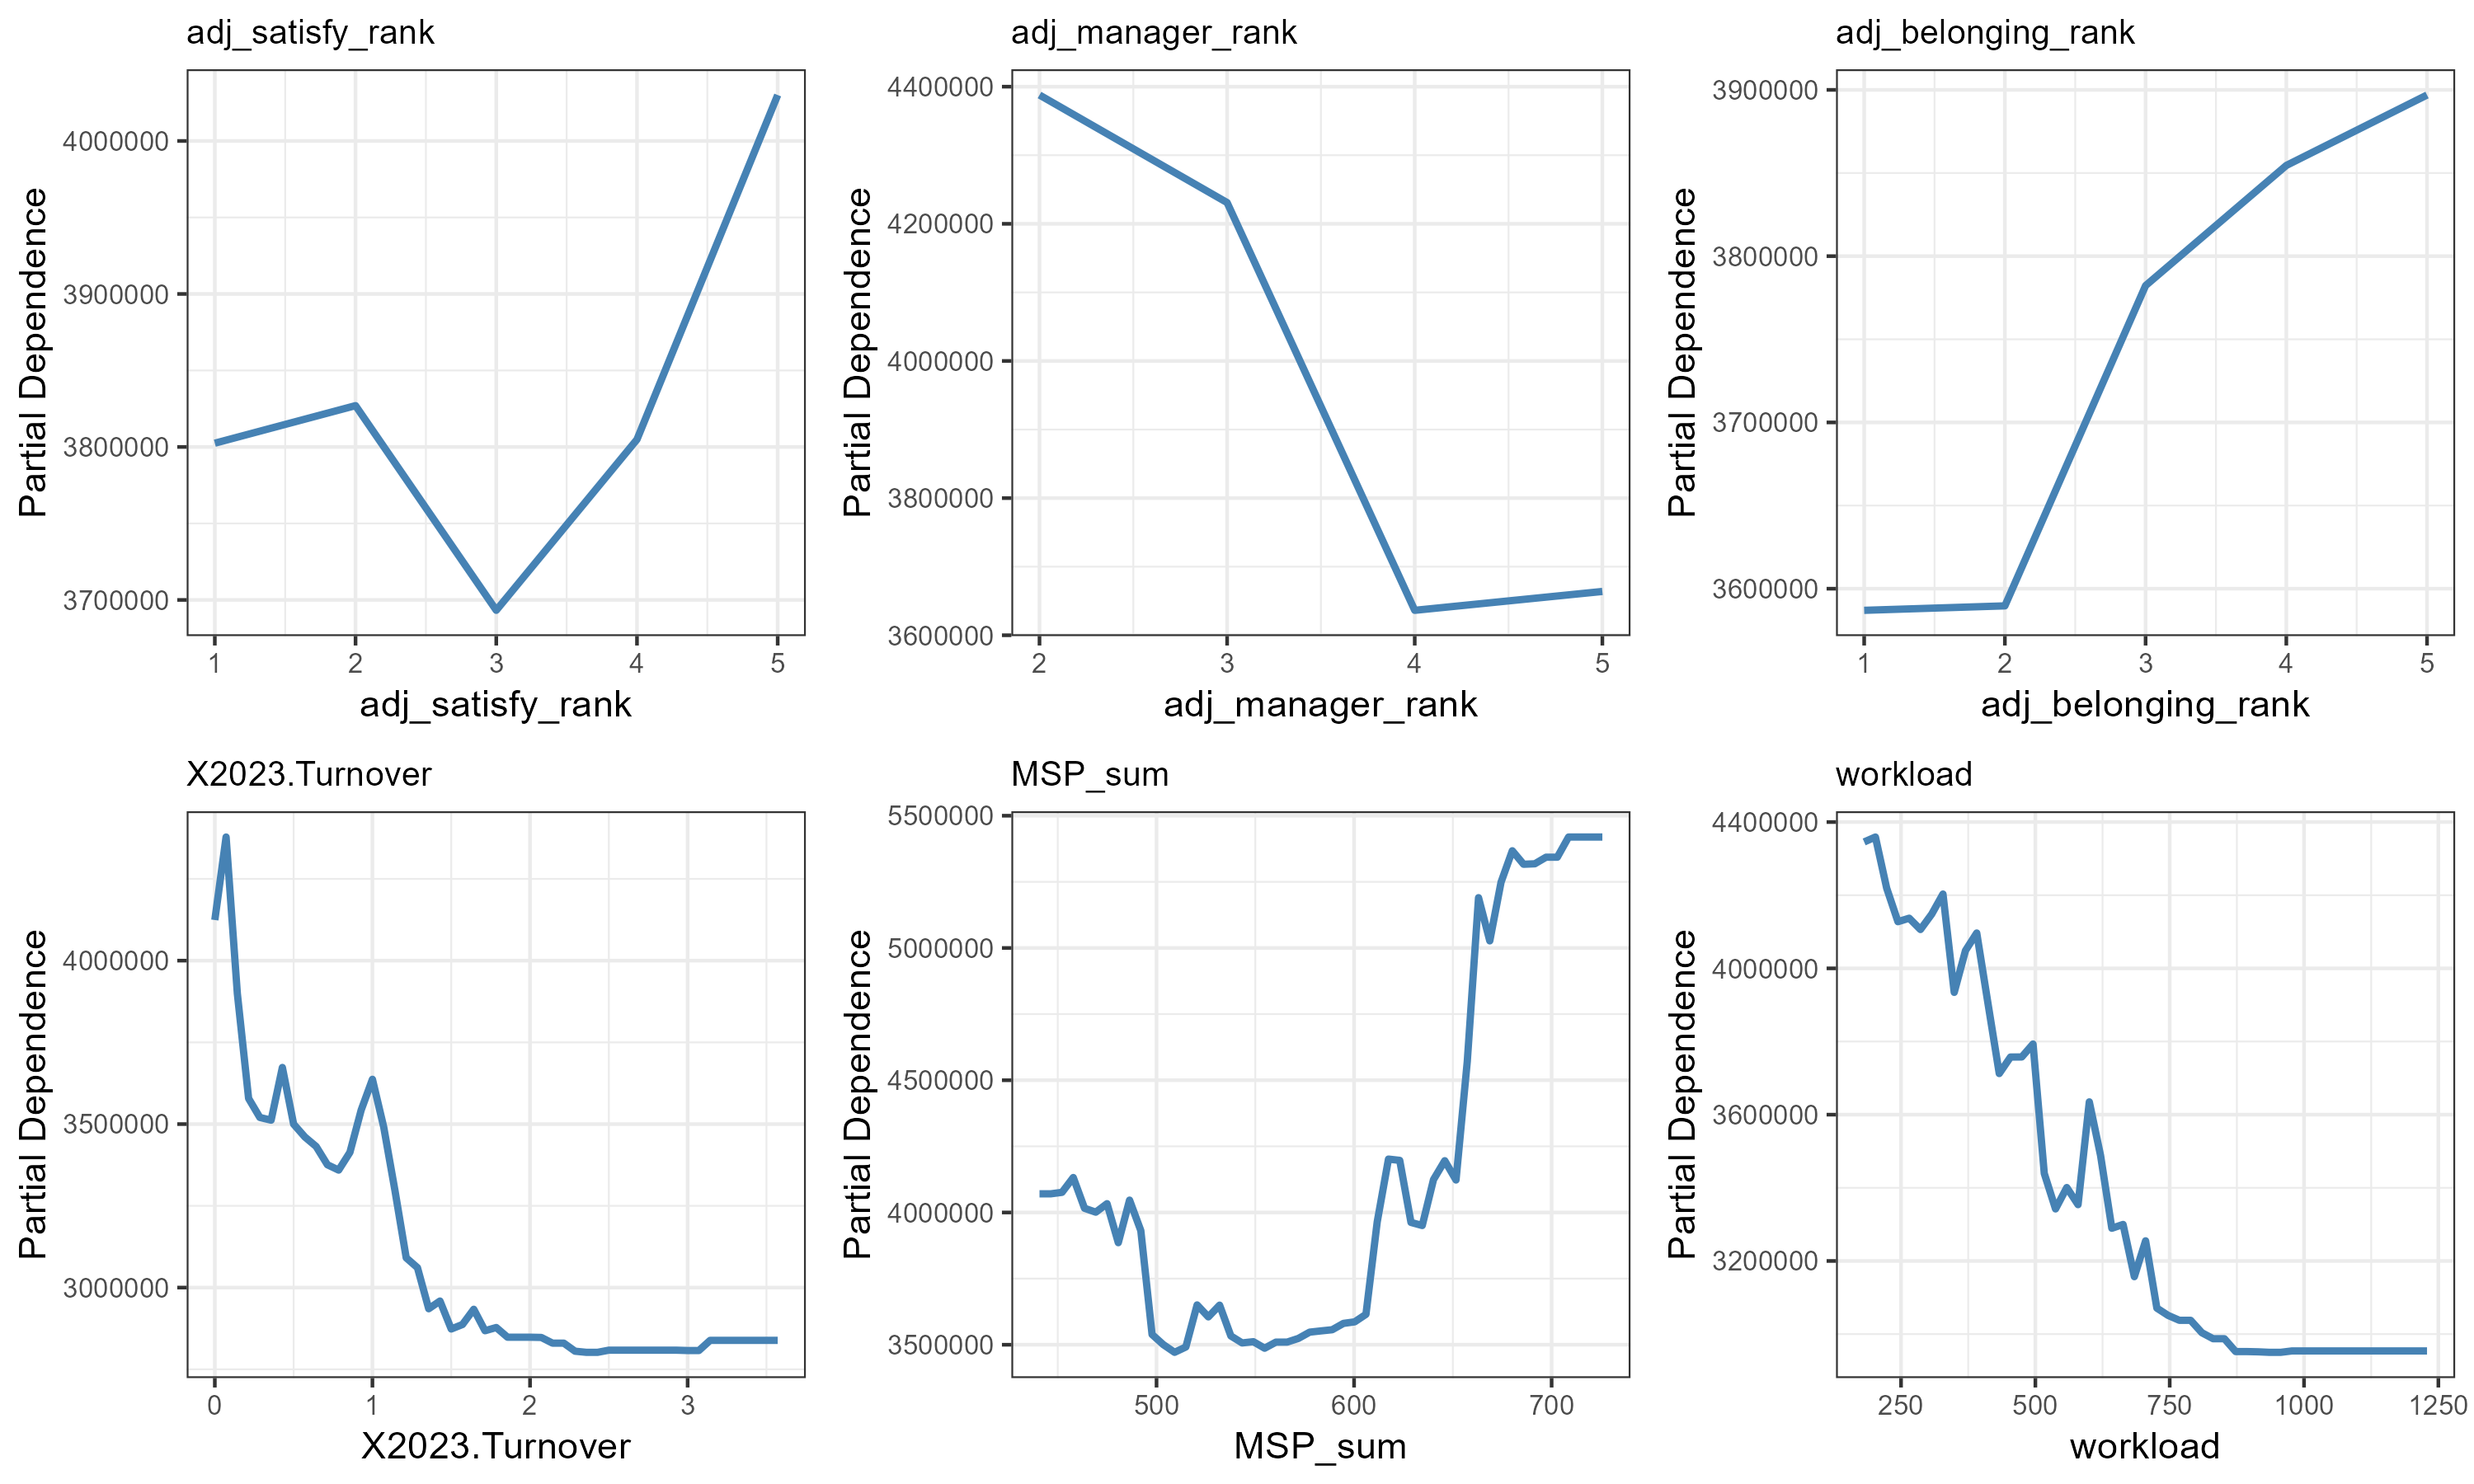 adj_satisfy_rank
Partial Dependence
4000000
3900000
3800000
3700000
1 2 3 4 5
adj_satisfy_rank
adj_manager_rank
Partial Dependence
4400000
4200000
4000000
3800000
3600000
2 3 4 5
adj_manager_rank
adj_belonging_rank
Partial Dependence
3900000
3800000
3700000
3600000
1 2 3 4 5
adj_belonging_rank
X2023.Turnover
Partial Dependence
4000000
3500000
3000000
0 1 2 3
X2023.Turnover
MSP_sum
Partial Dependence
5500000
5000000
4500000
4000000
3500000
500 600 700
MSP_sum
workload
Partial Dependence
4400000
4000000
3600000
3200000
250 500 750 1000 1250
workload